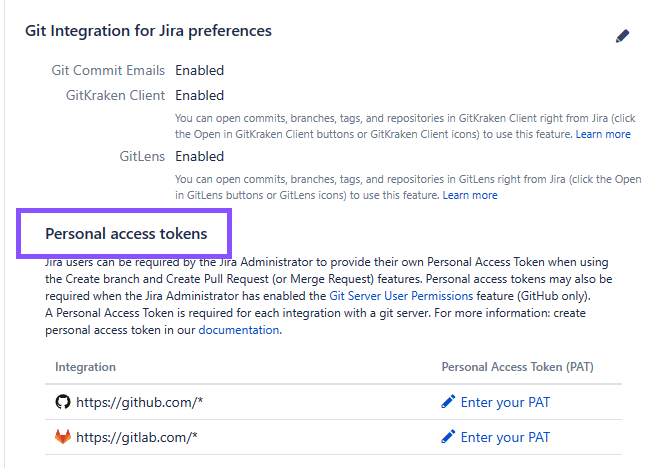 Git Integration for Jira preferences
Git Commit Emails Enabled
GitKraken Client Enabled
You can open commits, branches, tags, and repositories in GitKraken Client right from Jira (click
the Open in GitKraken Client buttons or GitKraken Client icons) to use this feature. Learn more
GitLens Enabled
You can open commits, branches, tags, and repositories in GitLens right from Jira (click the Open
in GitLens buttons or GitLens icons) to use this feature. Learn more
Personal access tokens
Jira users can be required by the Jira Administrator to provide their own Personal Access Token when using
the Create branch and Create Pull Request (or Merge Request) features. Personal access tokens may also be
required when the Jira Administrator has enabled the Git Server User Permissions feature (GitHub only).
A Personal Access Token is required for each integration with a git server. For more information: create
personal access token in our documentation.
Integration Personal Access Token (PAT)
https://github.com/* Enter your PAT
https://gitlab.com/* Enter your PAT